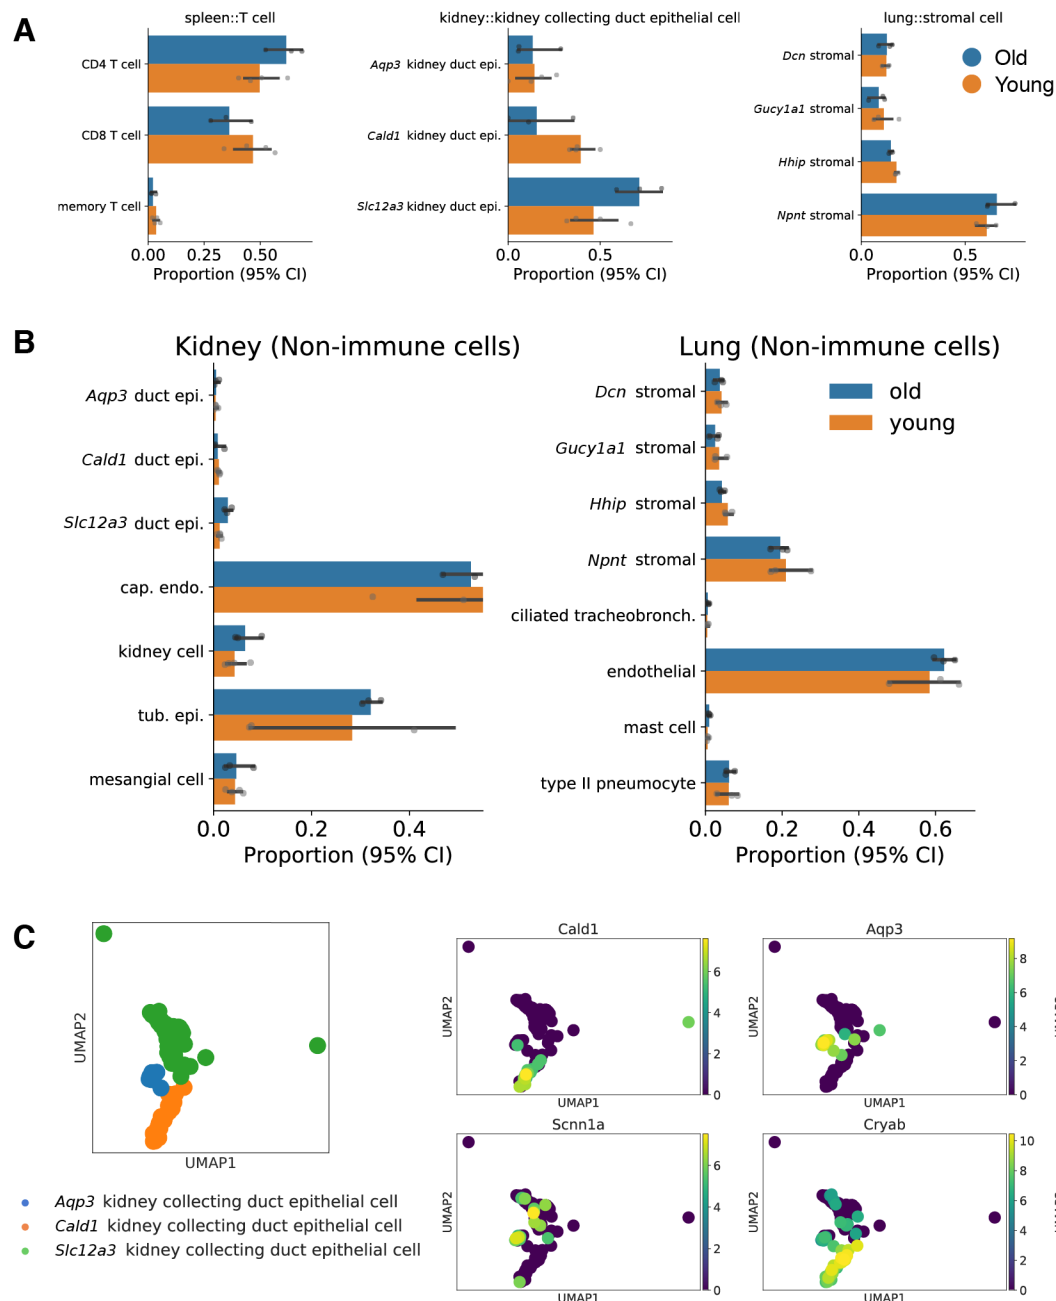 A
spleen::T cell
CD4 T cell
CD8 T cell
memory T cell
0.00 0.25 0.50
Proportion (95% CI)
kidney::kidney collecting duct epithelial cell
Aqp3 kidney duct epi.
Cald1 kidney duct epi.
Slc12a3 kidney duct epi.
0.0 0.5
Proportion (95% CI)
lung::stromal cell
Dcn stromal
Gucy1a1 stromal
Hhip stromal
Npnt stromal
0.0 0.5
Proportion (95% CI)
Old
Young
B
Kidney (Non-immune cells)
Aqp3 duct epi.
Cald1 duct epi.
Slc12a3 duct epi.
cap. endo.
kidney cell
tub. epi.
mesangial cell
0.0 0.2 0.4
Proportion (95% CI)
Lung (Non-immune cells)
Dcn stromal
Gucy1a1 stromal
Hhip stromal
Npnt stromal
ciliated tracheobronch.
endothelial
mast cell
type II pneumocyte
0.0 0.2 0.4 0.6
Proportion (95% CI)
old
young
C
UMAP2
UMAP1
Aqp3 kidney collecting duct epithelial cell
Cald1 kidney collecting duct epithelial cell
Slc12a3 kidney collecting duct epithelial cell
Cald1
UMAP2
UMAP1
6
4
2
0
Aqp3
UMAP2
UMAP1
8
6
4
2
0
Scnn1a
UMAP2
UMAP1
6
4
2
0
Cryab
UMAP2
UMAP1
10
8
6
4
2
0